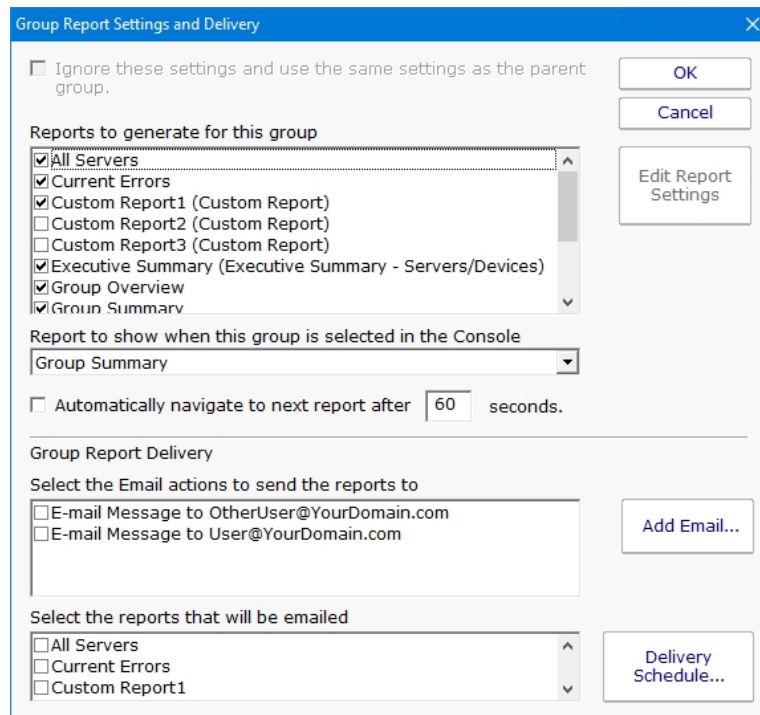 Group Report Settings and Delivery
Ignore these settings and use the same settings as the parent
group.
OK
Cancel
Reports to generate for this group
All Servers
Current Errors
Custom Report1 (Custom Report)
Custom Report2 (Custom Report)
Custom Report3 (Custom Report)
Executive Summary (Executive Summary - Servers/Devices)
Group Overview
Group Summary
Edit Report
Settings
Report to show when this group is selected in the Console
Group Summary
Automatically navigate to next report after 60 seconds.
Group Report Delivery
Select the Email actions to send the reports to
E-mail Message to OtherUser@YourDomain.com
E-mail Message to User@YourDomain.com
Add Email...
Select the reports that will be emailed
All Servers
Current Errors
Custom Report1
Delivery
Schedule...